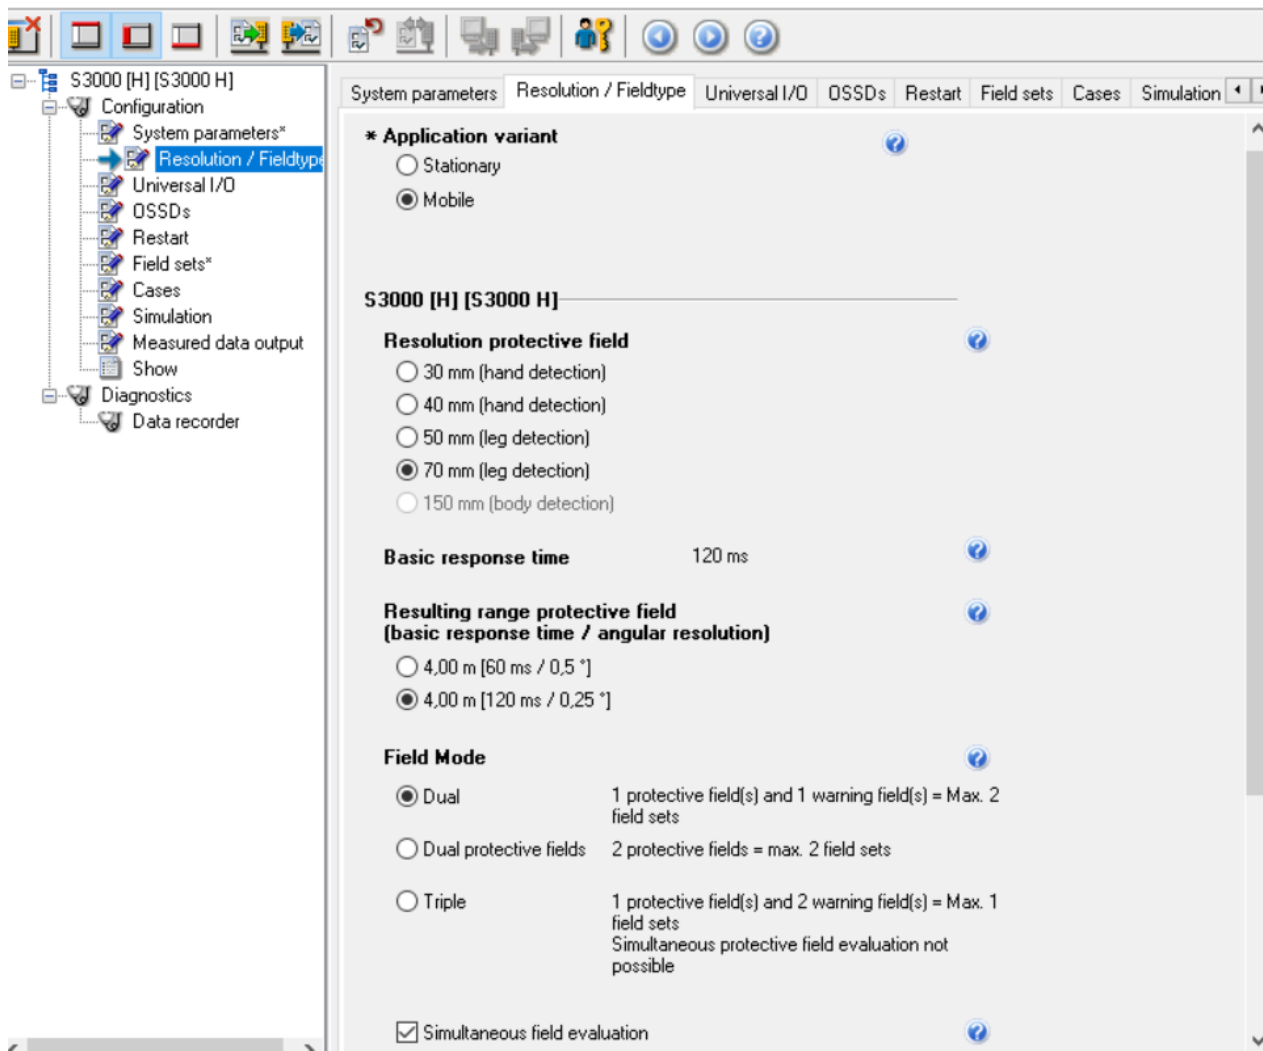 S3000 [H] [S3000 H]
Configuration
System parameters*
Resolution / Fieldtype
Universal I/O
OSSDs
Restart
Field sets*
Cases
Simulation
Measured data output
Show
Diagnostics
Data recorder
System parameters Resolution / Fieldtype Universal I/O OSSDs Restart Field sets Cases Simulation
* Application variant
Stationary
Mobile
S3000 [H] [S3000 H]
Resolution protective field
30 mm (hand detection)
40 mm (hand detection)
50 mm (leg detection)
70 mm (leg detection)
150 mm (body detection)
Basic response time 120 ms
Resulting range protective field
(basic response time / angular resolution)
4,00 m [60 ms / 0,5 °]
4,00 m [120 ms / 0,25 °]
Field Mode
Dual 1 protective field(s) and 1 warning field(s) = Max. 2
field sets
Dual protective fields 2 protective fields = max. 2 field sets
Triple 1 protective field(s) and 2 warning field(s) = Max. 1
field sets
Simultaneous protective field evaluation not
possible
Simultaneous field evaluation